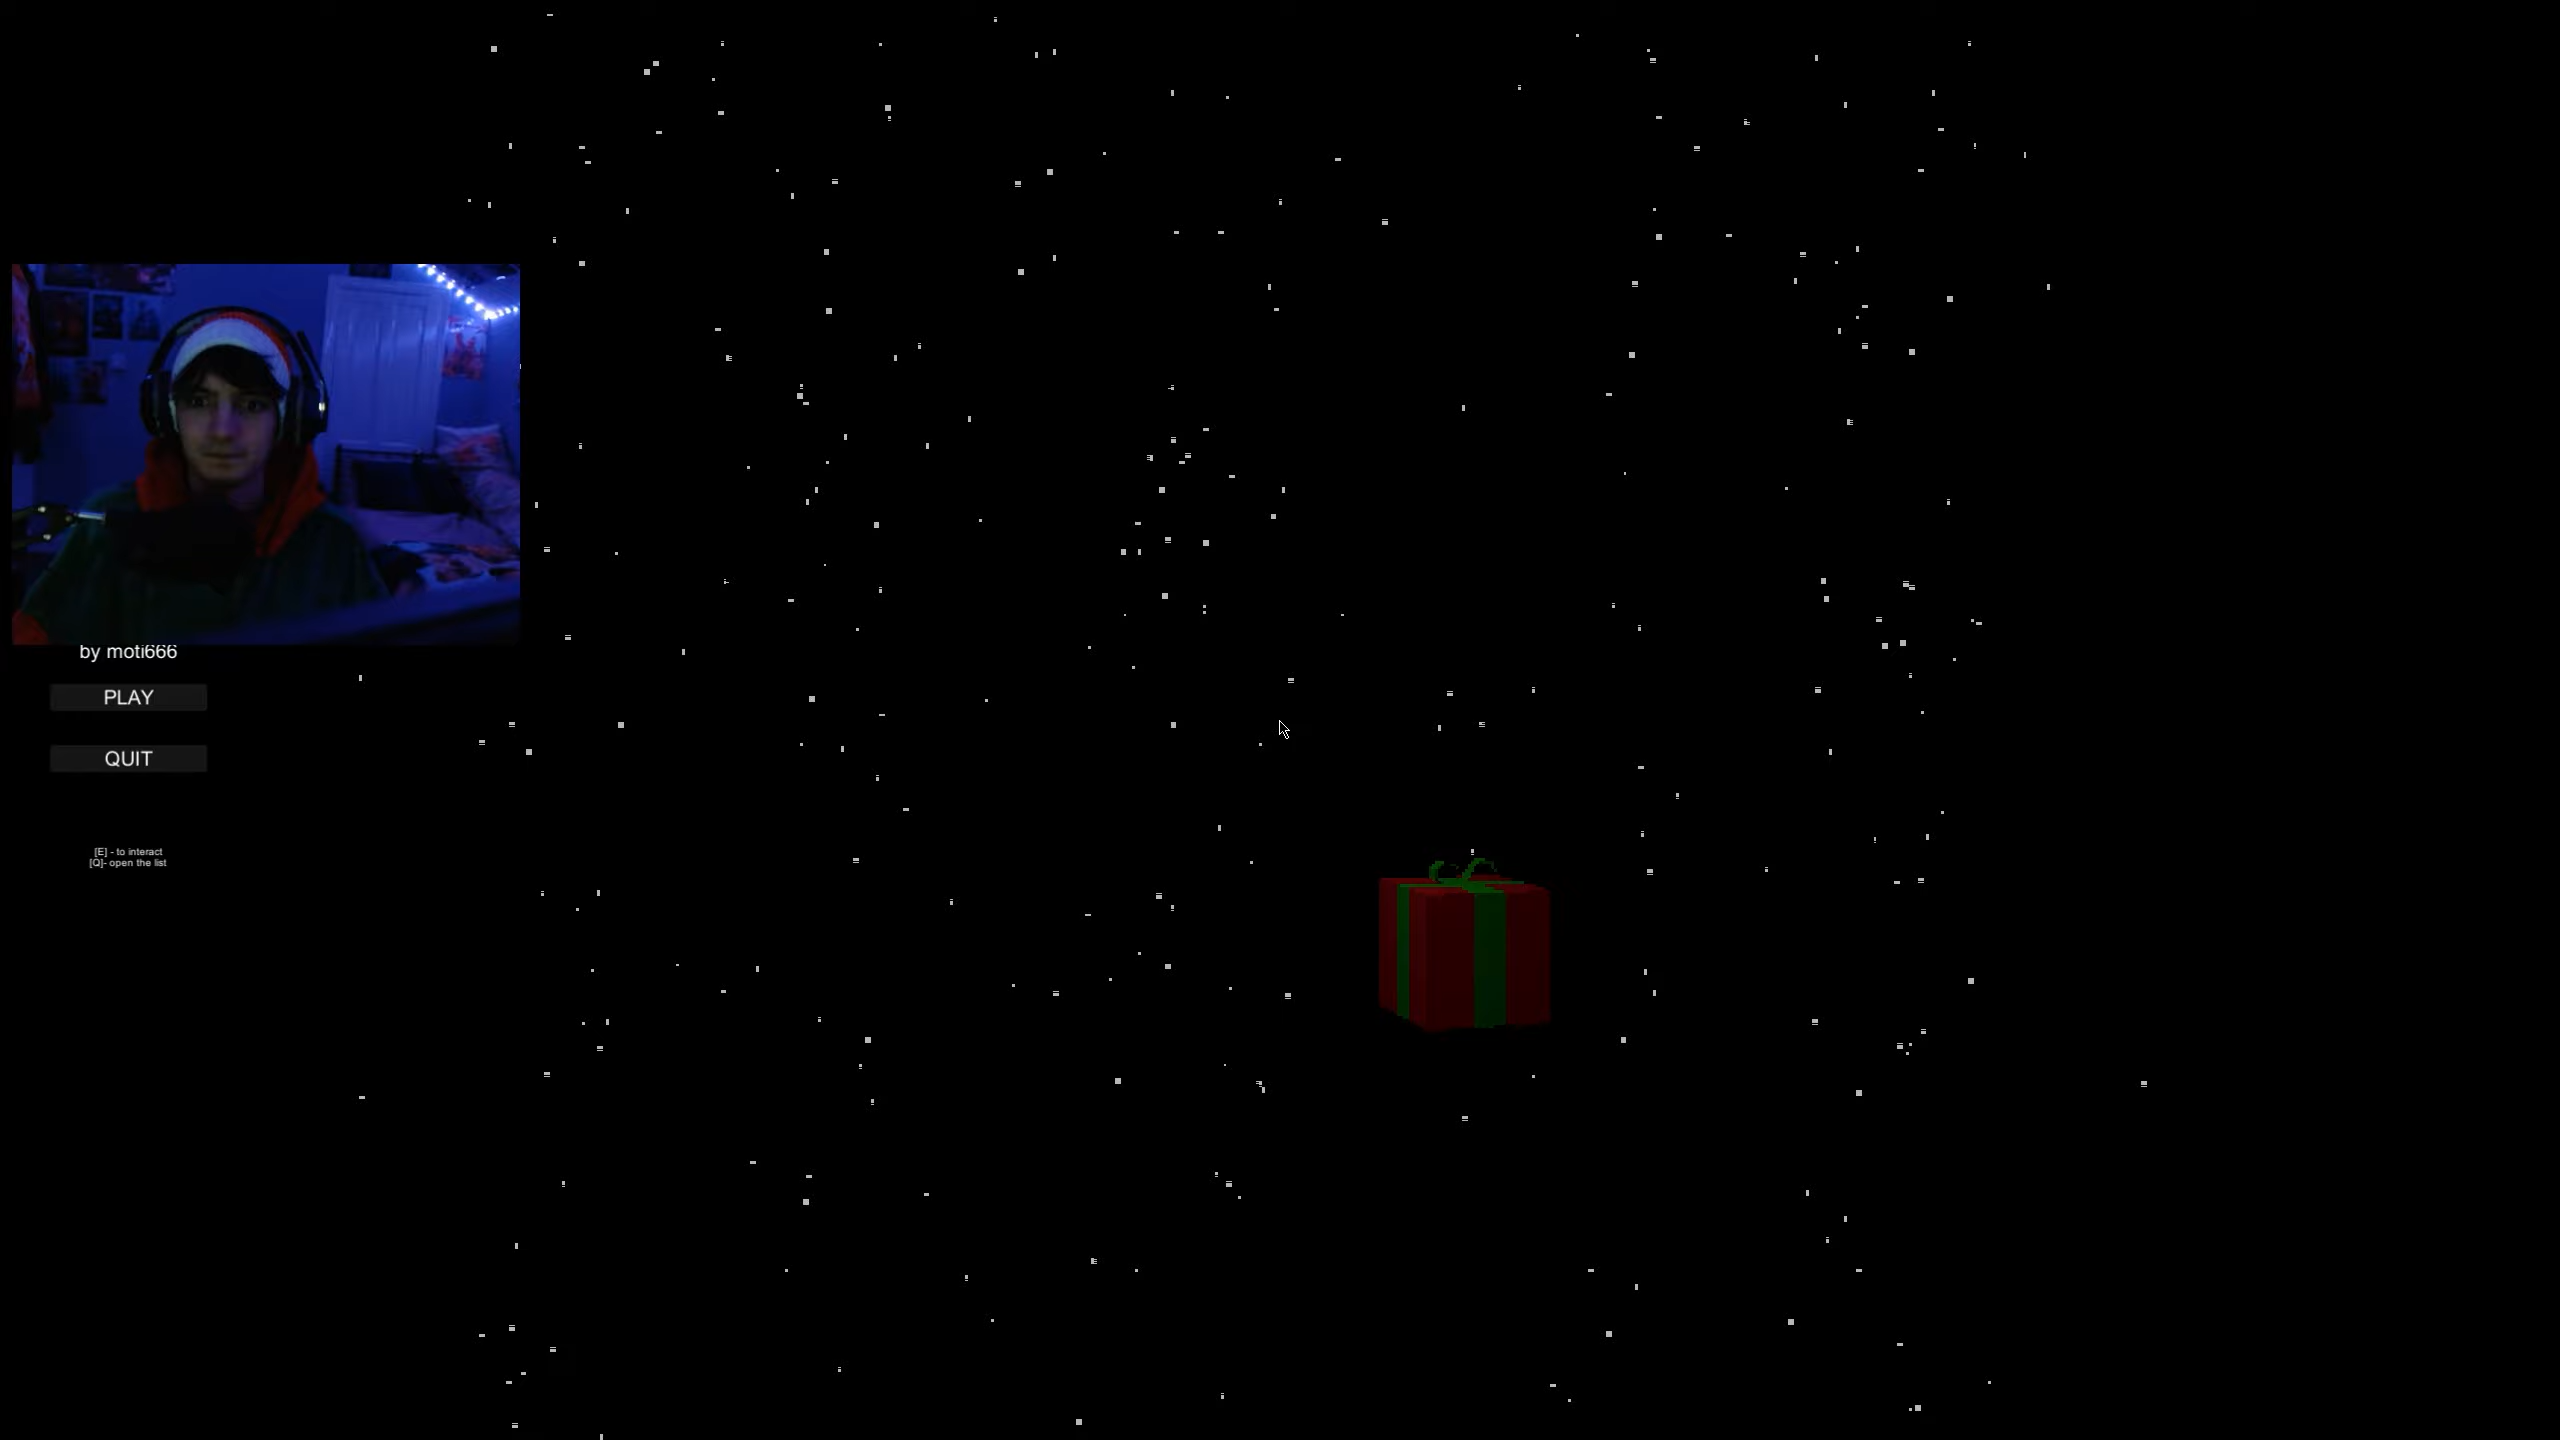 by moti666
PLAY
QUIT
[E] - to interact
[Q]- open the list